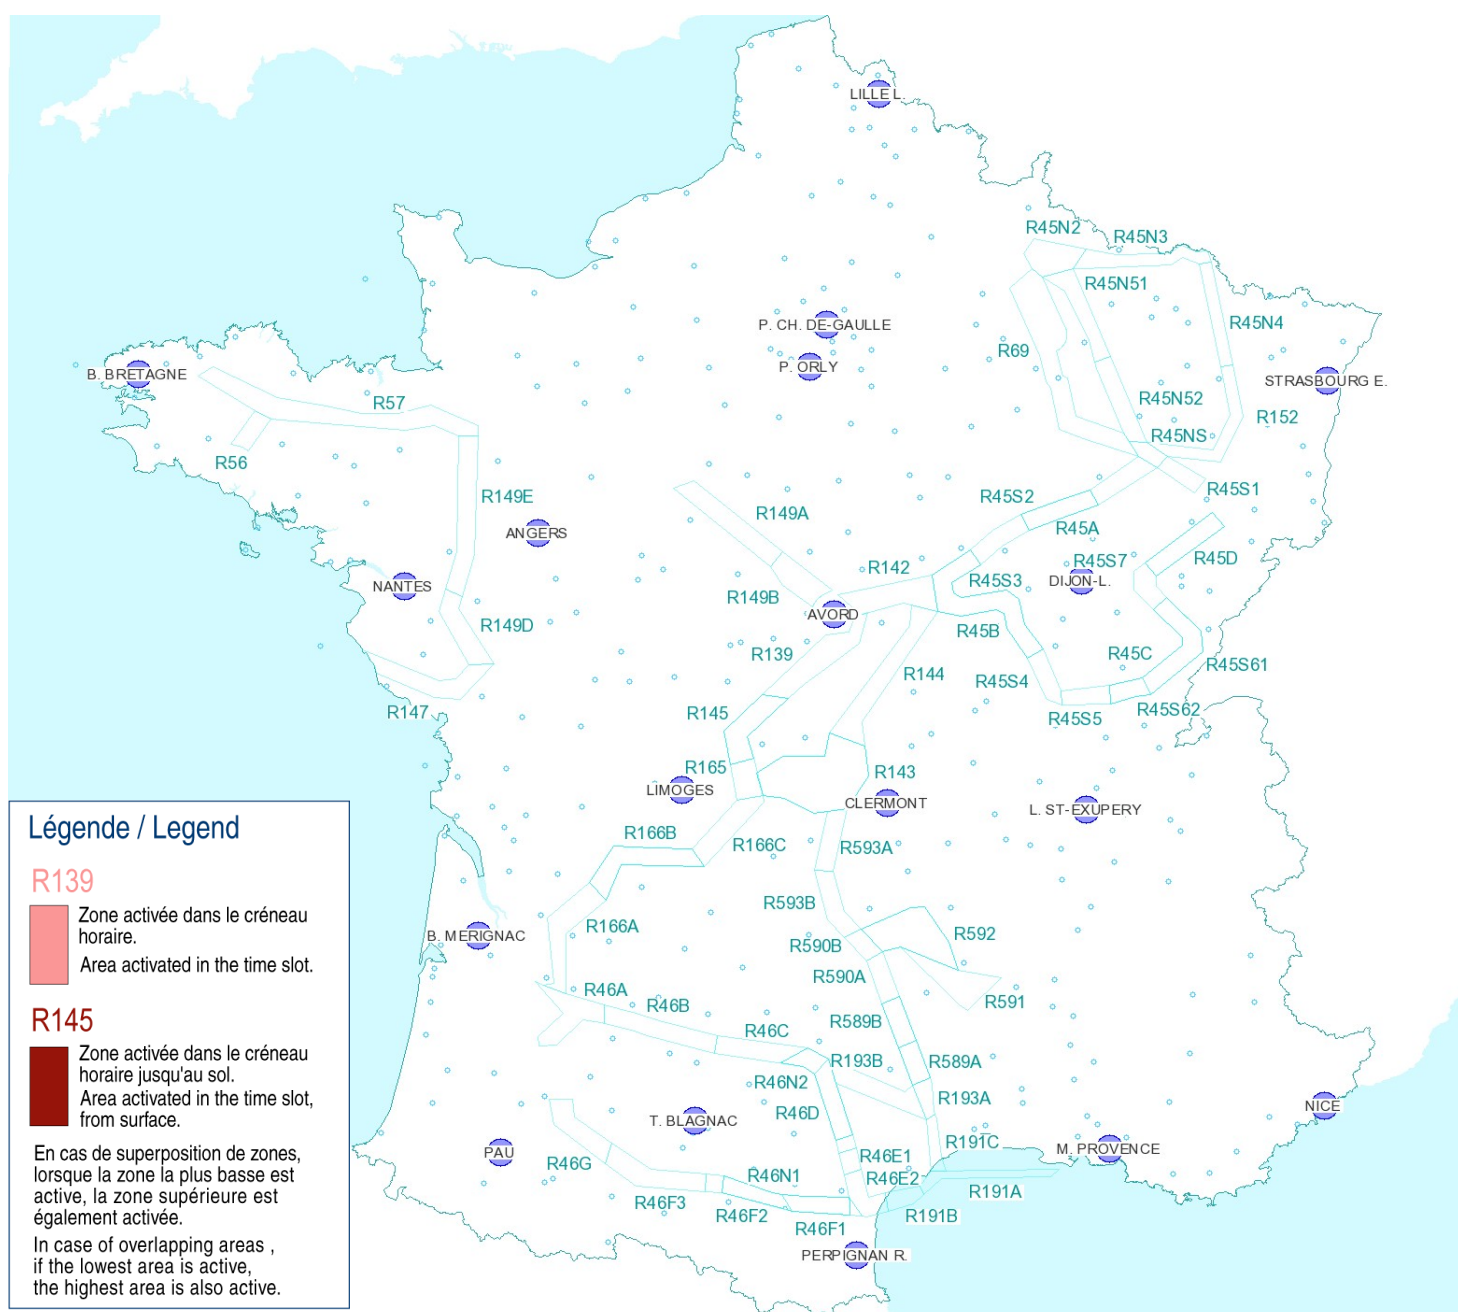 LILLE L.
R45N2
R45N3
R45N51
P. CH. DE-GAULLE
R45N4
R69
P. ORLY
B. BRETAGNE
STRASBOURG E.
R57
R45N52
R152
R45NS
R56
R149E
R45S2
R45S1
R149A
ANGERS
R45A
R45S7
R45D
R142
NANTES
R45S3
DIJON-L.
R149B
AVORD
R149D
R45B
R139
R45C
R45S61
R144
R45S4
R147
R145
R45S5
R45S62
R165
R143
LIMOGES
CLERMONT
L. ST-EXUPERY
R166B
R166C
R593A
R593B
R166A
B. MERIGNAC
R590B
R592
R590A
R46A
R46B
R591
R46C
R589B
R193B
R589A
R46N2
R193A
R46D
NICE
T. BLAGNAC
R191C
M. PROVENCE
PAU
R46G
R46E1
R46N1
R46E2
R191A
R46F3
R46F2
R191B
R46F1
PERPIGNAN R.
Légende / Legend
R139
Zone activée dans le créneau
horaire.
Area activated in the time slot.
R145
Zone activée dans le créneau
horaire jusqu'au sol.
Area activated in the time slot,
from surface.
En cas de superposition de zones,
lorsque la zone la plus basse est
active, la zone supérieure est
également activée.
In case of overlapping areas ,
if the lowest area is active,
the highest area is also active.